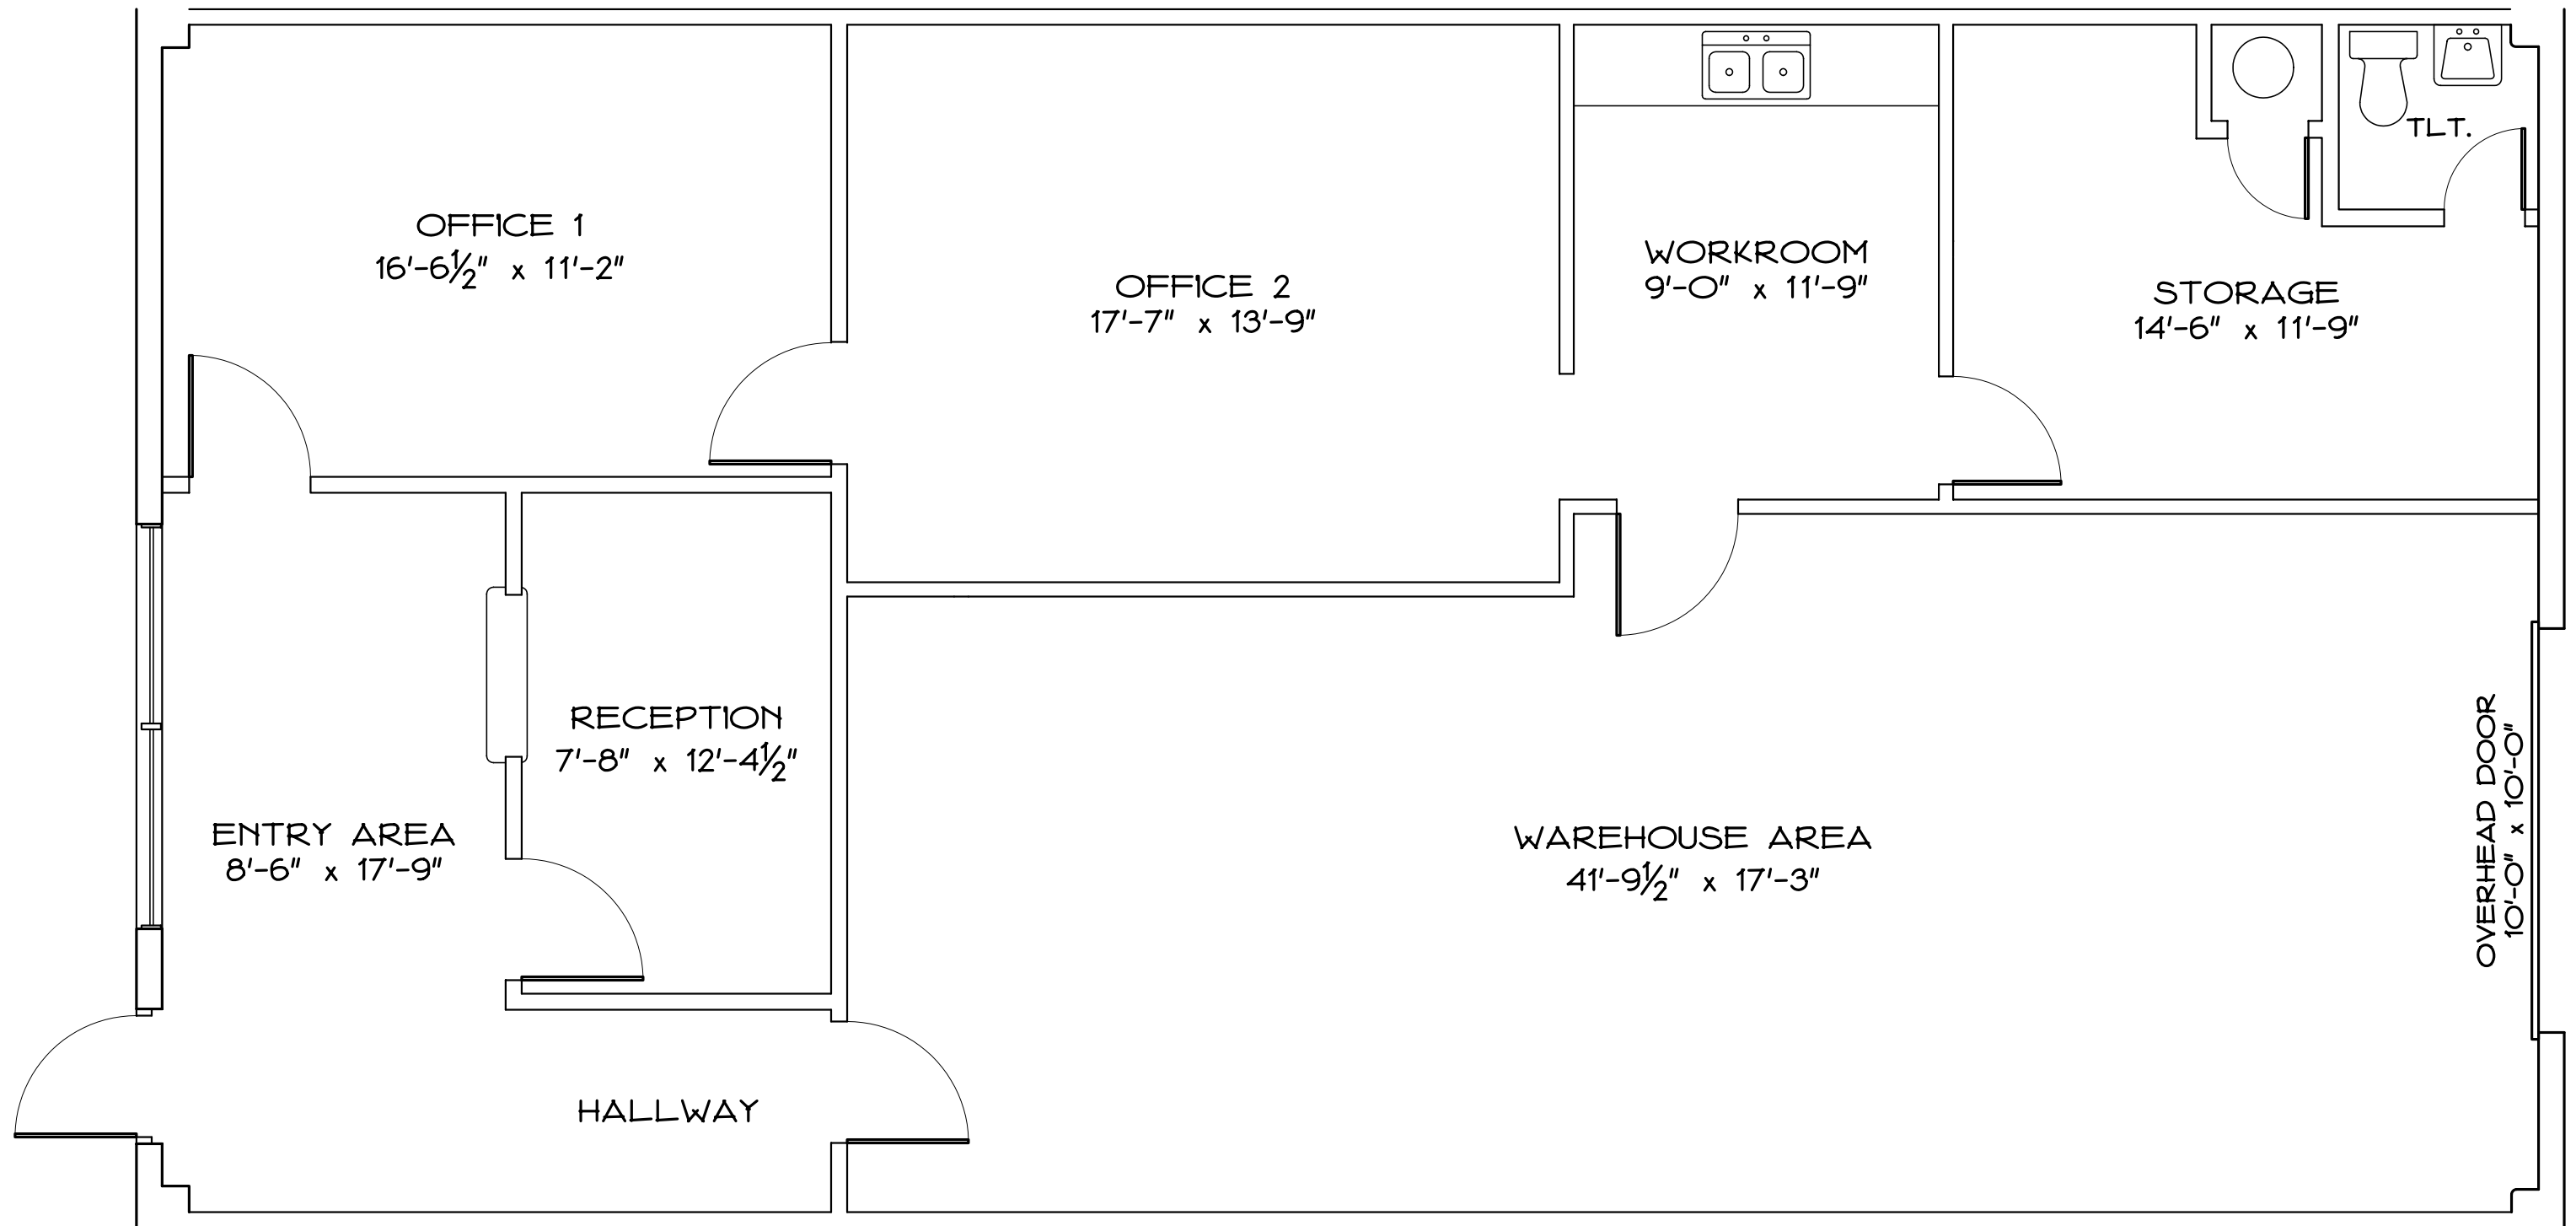 OFFICE 1
16'-6½" x 11'-2"
OFFICE 2
17'-7" x 13'-9"
WORKROOM
9'-0" x 11'-9"
TLT.
STORAGE
14'-6" x 11'-9"
RECEPTION
7'-8" x 12'-4½"
ENTRY AREA
8'-6" x 17'-9"
WAREHOUSE AREA
41'-9½" x 17'-3"
OVERHEAD DOOR
10'-0" x 10'-0"
HALLWAY